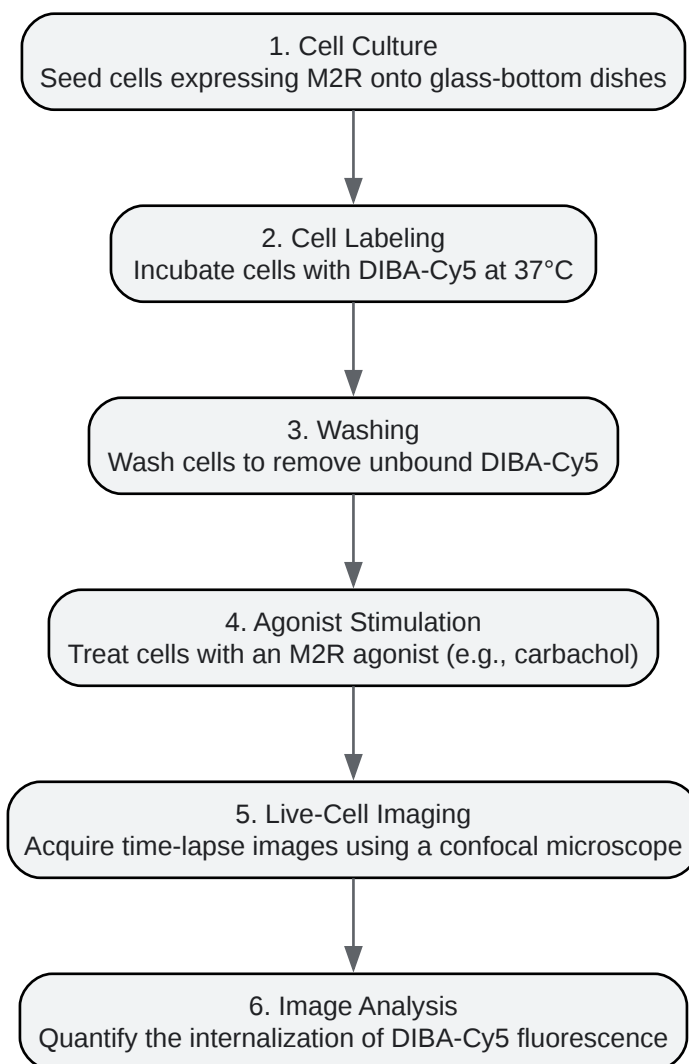 1. Cell Culture
Seed cells expressing M2R onto glass-bottom dishes
2. Cell Labeling
Incubate cells with DIBA-Cy5 at 37°C
3. Washing
Wash cells to remove unbound DIBA-Cy5
4. Agonist Stimulation
Treat cells with an M2R agonist (e.g., carbachol)
5. Live-Cell Imaging
Acquire time-lapse images using a confocal microscope
6. Image Analysis
Quantify the internalization of DIBA-Cy5 fluorescence